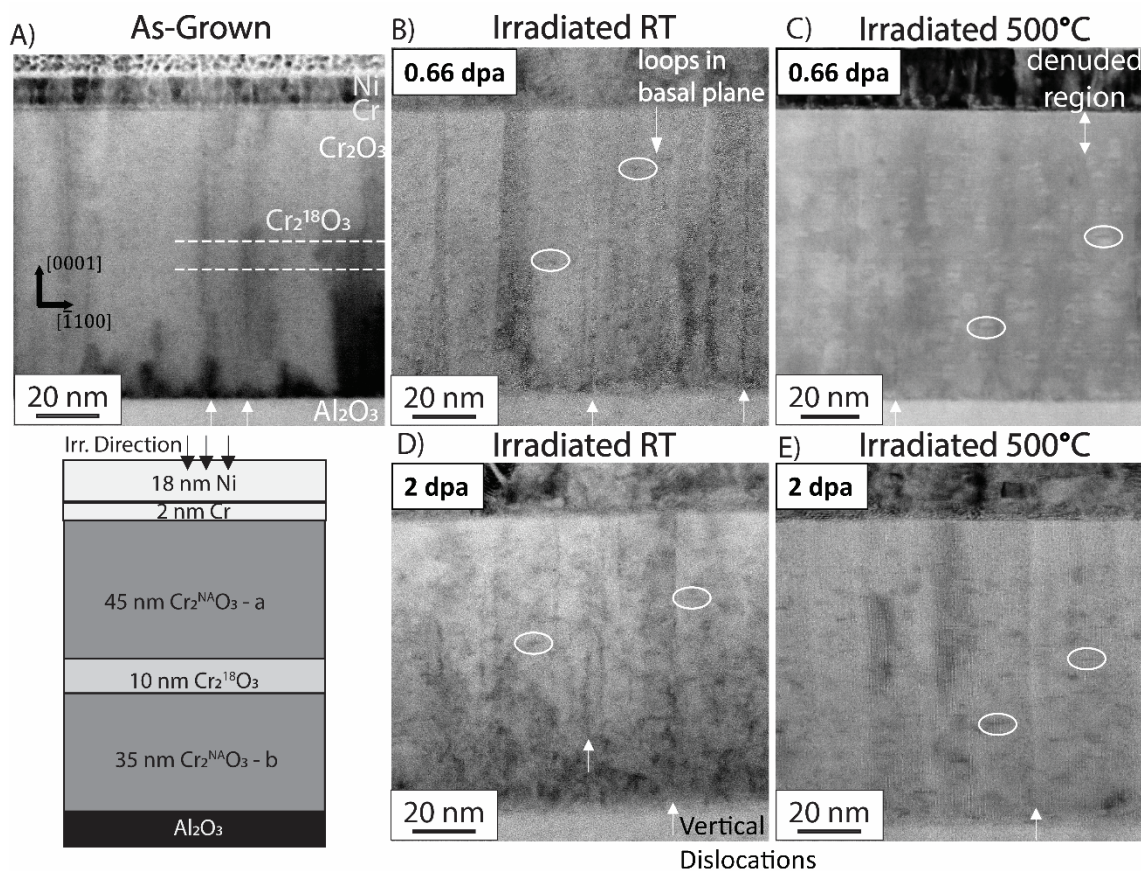 A)
As-Grown
Ni
Cr
Cr₂O₃
Cr₂¹⁸O₃
[0001]
[1̄100]
20 nm
Al₂O₃
B)
Irradiated RT
0.66 dpa
loops in
basal plane
20 nm
C)
Irradiated 500°C
0.66 dpa
denuded
region
20 nm
Irr. Direction
18 nm Ni
2 nm Cr
45 nm Cr₂ᴺᴬO₃ - a
10 nm Cr₂¹⁸O₃
35 nm Cr₂ᴺᴬO₃ - b
Al₂O₃
D)
Irradiated RT
2 dpa
20 nm
Vertical
Dislocations
E)
Irradiated 500°C
2 dpa
20 nm